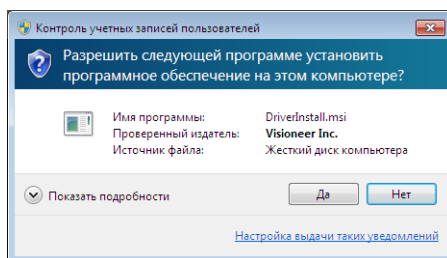 Контроль учетных записей пользователей
Разрешить следующей программе установить
программное обеспечение на этом компьютере?
Имя программы: DriverInstall.msi
Проверенный издатель: Visioneer Inc.
Источник файла: Жесткий диск компьютера
Показать подробности Да Нет
Настройка выдачи таких уведомлений